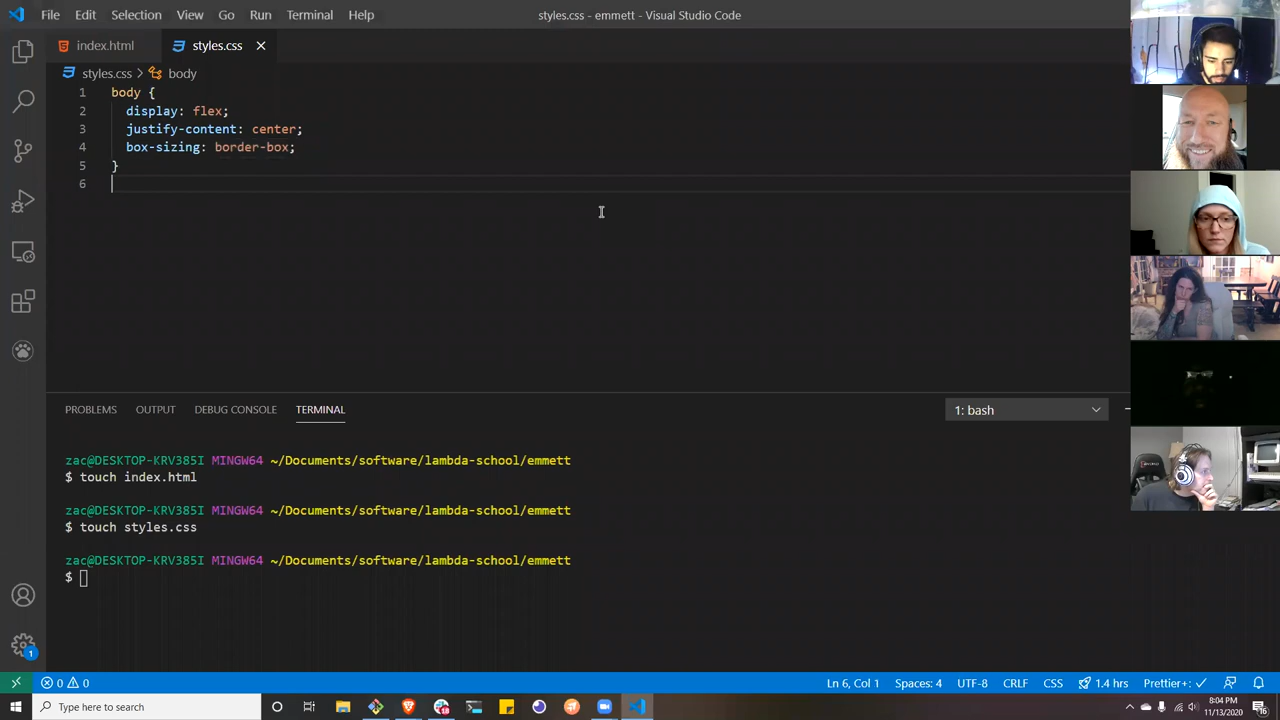 File Edit Selection View Go Run Terminal Help styles.css - emmett - Visual Studio Code
index.html styles.css
styles.css body
1 body {
2 display: flex;
3 justify-content: center;
4 box-sizing: border-box;
5 }
6
PROBLEMS OUTPUT DEBUG CONSOLE TERMINAL 1: bash
zac@DESKTOP-KRV385I MINGW64 ~/Documents/software/lambda-school/emmett
$ touch index.html
zac@DESKTOP-KRV385I MINGW64 ~/Documents/software/lambda-school/emmett
$ touch styles.css
zac@DESKTOP-KRV385I MINGW64 ~/Documents/software/lambda-school/emmett
$
1
0 0 Ln 6, Col 1 Spaces: 4 UTF-8 CRLF CSS 1.4 hrs Prettier+:
Type here to search 8:04 PM
11/13/2020